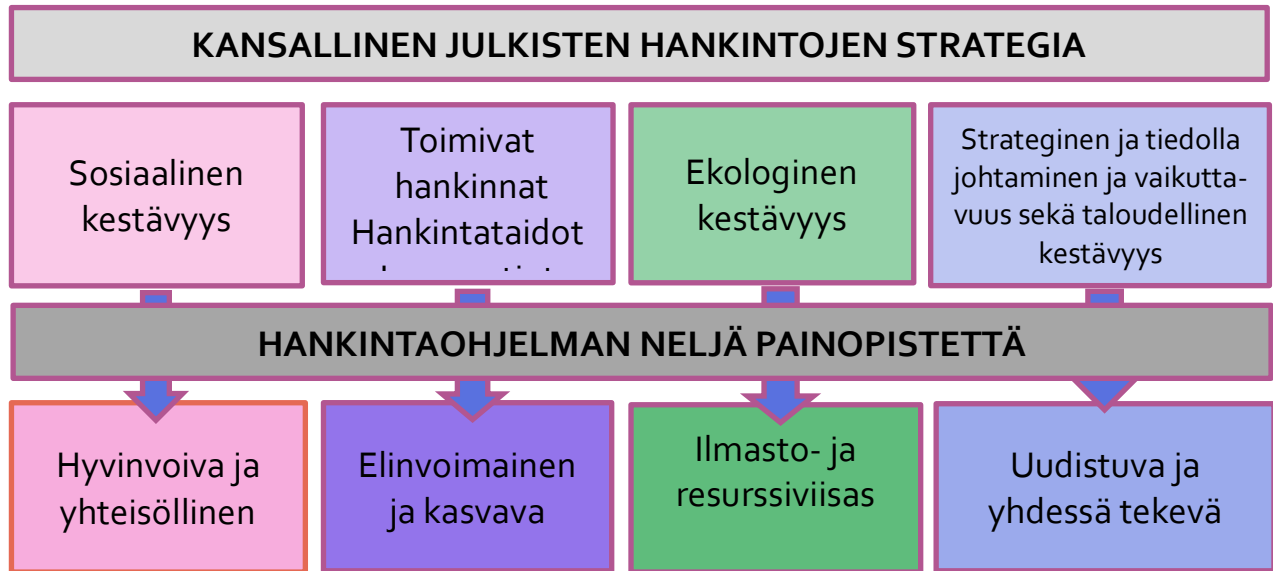 KANSALLINEN JULKISTEN HANKINTOJEN STRATEGIA
Sosiaalinen
kestävyys
Toimivat
hankinnat
Hankintataidot
Ekologinen
kestävyys
Strateginen ja tiedolla
johtaminen ja vaikutta-
vuus sekä taloudellinen
kestävyys
HANKINTAOHJELMAN NELJÄ PAINOPISTETTÄ
Hyvinvoiva ja
yhteisöllinen
Elinvoimainen
ja kasvava
Ilmasto- ja
resurssiviisas
Uudistuva ja
yhdessä tekevä